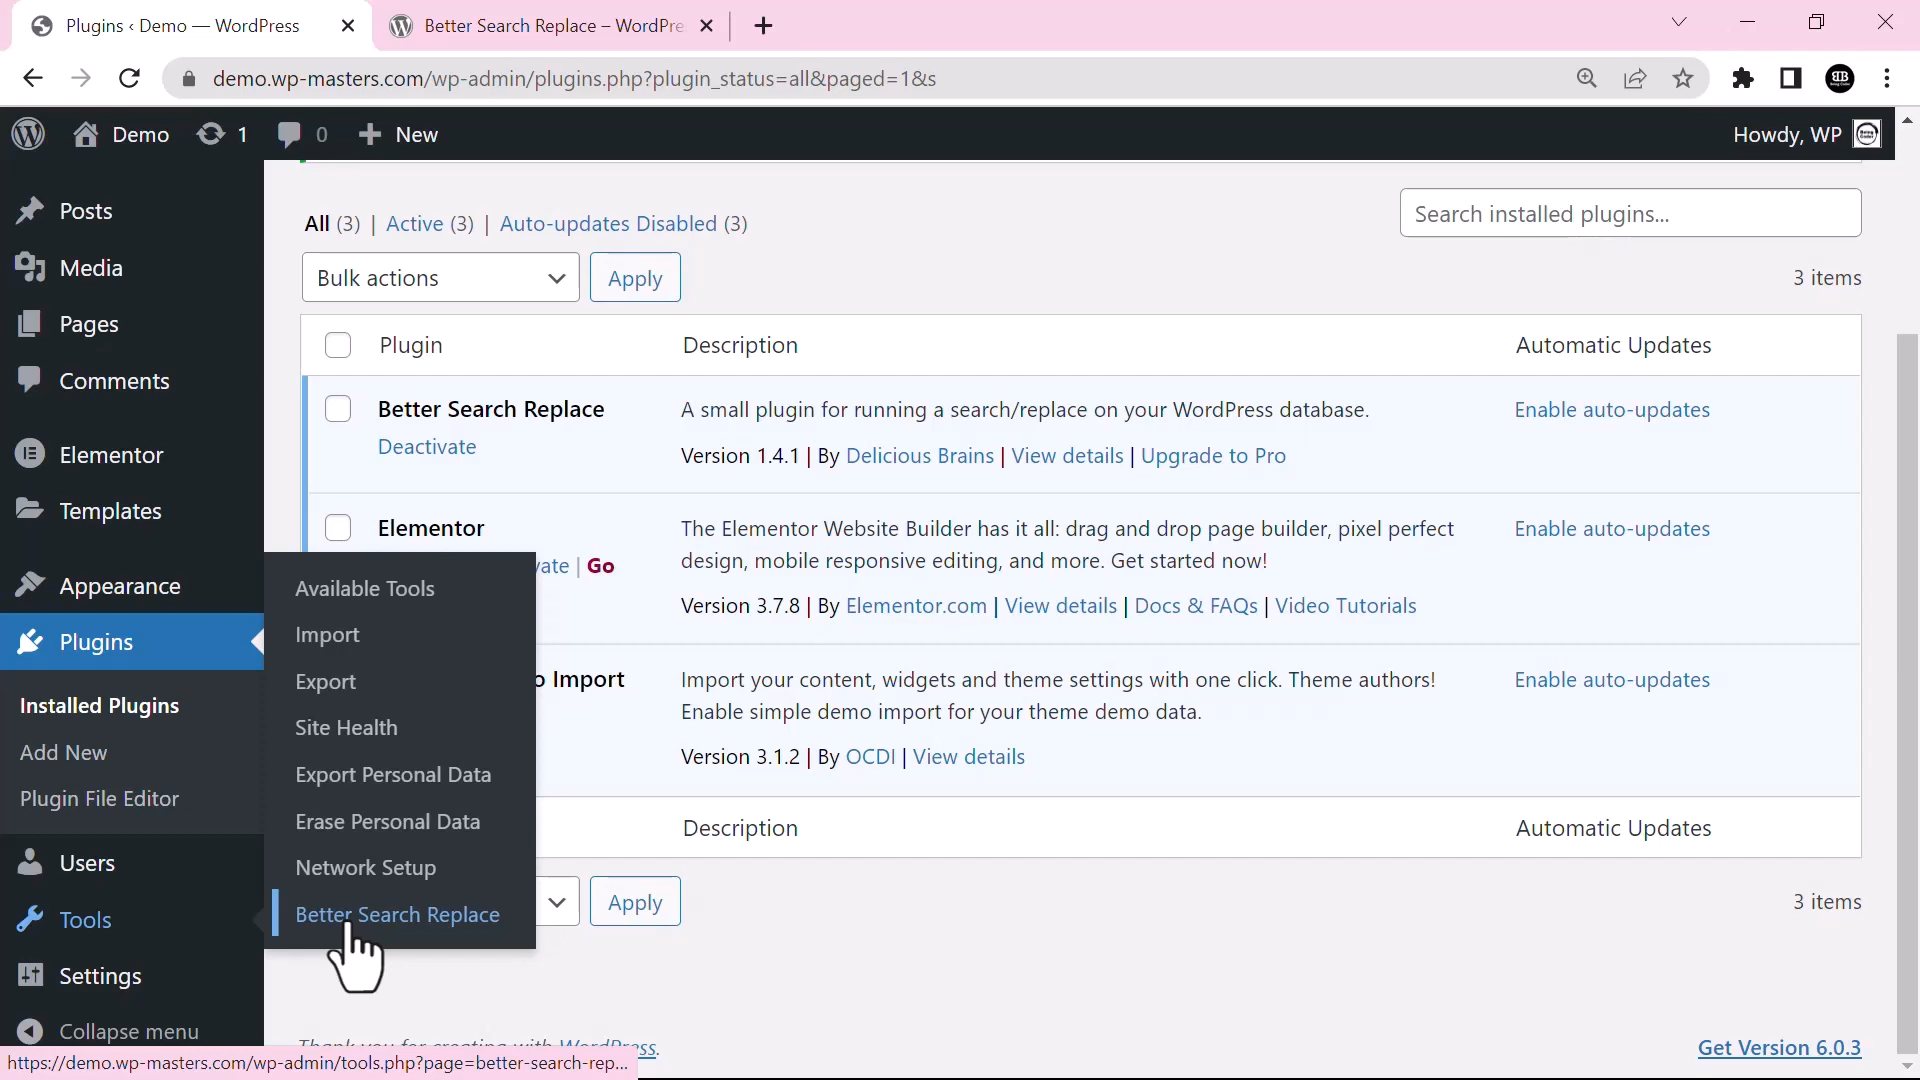 Plugins ‹ Demo — WordPress
Better Search Replace – WordPre
demo.wp-masters.com/wp-admin/plugins.php?plugin_status=all&paged=1&s
Demo 1 0 New
Howdy, WP
Posts
Media
Pages
Comments
Elementor
Templates
Appearance
Plugins
Installed Plugins
Add New
Plugin File Editor
Users
Tools
Settings
Collapse menu
Available Tools
Import
Export
Site Health
Export Personal Data
Erase Personal Data
Network Setup
Better Search Replace
All (3) | Active (3) | Auto-updates Disabled (3)
Search installed plugins...
Bulk actions
Apply
3 items
Plugin Description Automatic Updates
Better Search Replace
Deactivate
A small plugin for running a search/replace on your WordPress database.
Version 1.4.1 | By Delicious Brains | View details | Upgrade to Pro
Enable auto-updates
Elementor
vate | Go
The Elementor Website Builder has it all: drag and drop page builder, pixel perfect
design, mobile responsive editing, and more. Get started now!
Version 3.7.8 | By Elementor.com | View details | Docs & FAQs | Video Tutorials
Enable auto-updates
o Import
Import your content, widgets and theme settings with one click. Theme authors!
Enable simple demo import for your theme demo data.
Version 3.1.2 | By OCDI | View details
Enable auto-updates
Description Automatic Updates
Apply
3 items
Thank you for creating with WordPress.
Get Version 6.0.3
https://demo.wp-masters.com/wp-admin/tools.php?page=better-search-rep...